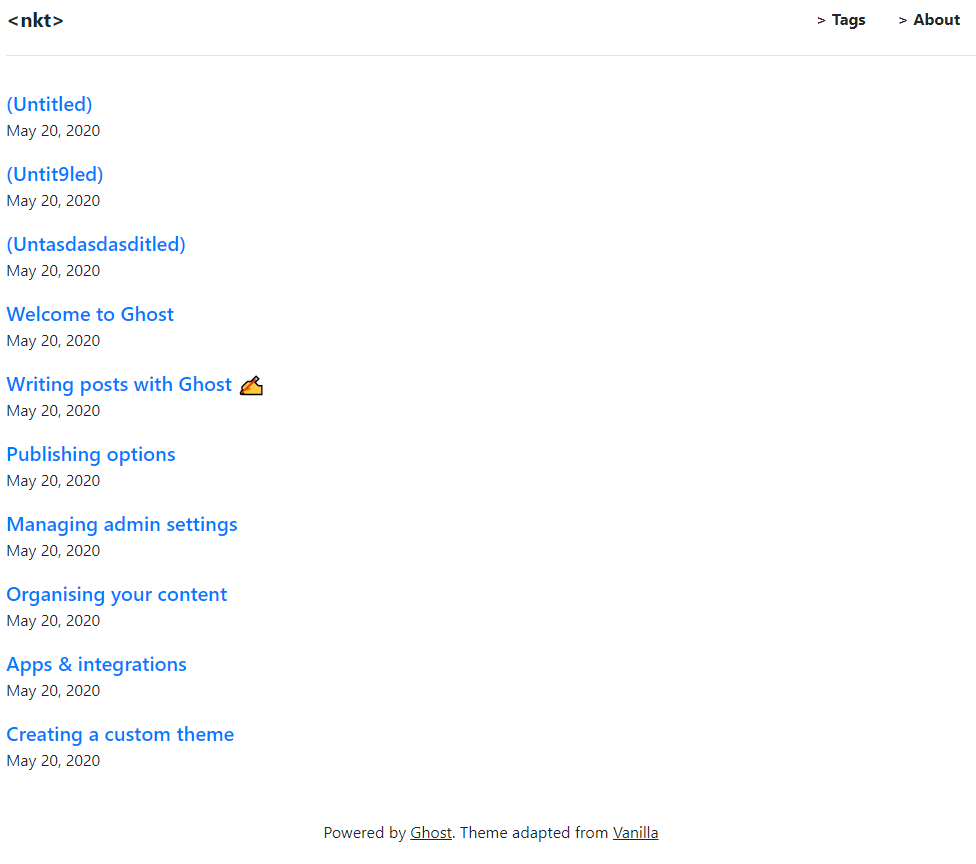 <nkt>
> Tags > About
(Untitled)
May 20, 2020
(Untit9led)
May 20, 2020
(Untasdasdasditled)
May 20, 2020
Welcome to Ghost
May 20, 2020
Writing posts with Ghost ✍️
May 20, 2020
Publishing options
May 20, 2020
Managing admin settings
May 20, 2020
Organising your content
May 20, 2020
Apps & integrations
May 20, 2020
Creating a custom theme
May 20, 2020
Powered by Ghost. Theme adapted from Vanilla